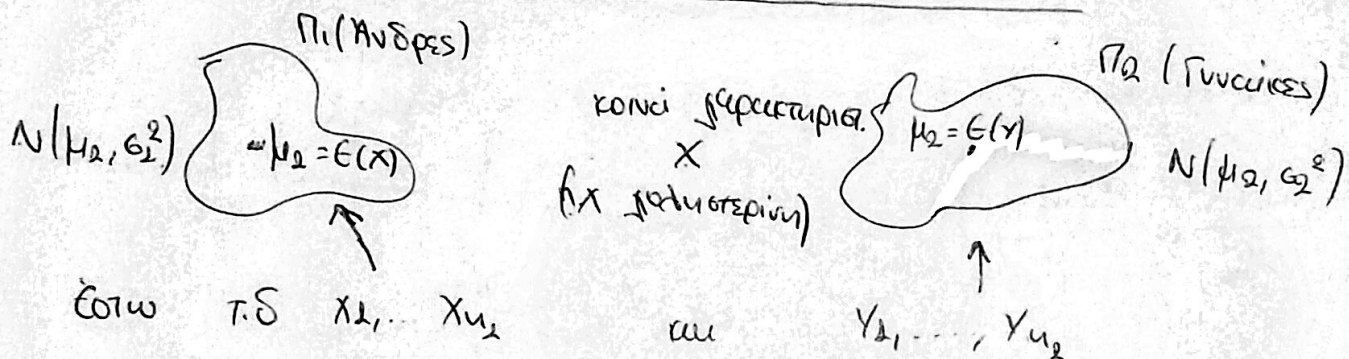 Π1 (Άνδρες)
Π2 (Γυναίκες)
N(μ1, σ1²)
μ1 = E(X)
κοινό χαρακτηριστ.
X
(πχ χοληστερίνη)
μ2 = E(Y)
N(μ2, σ2²)
Έστω τ.δ X1,... Xn1 και Y1,..., Yn2